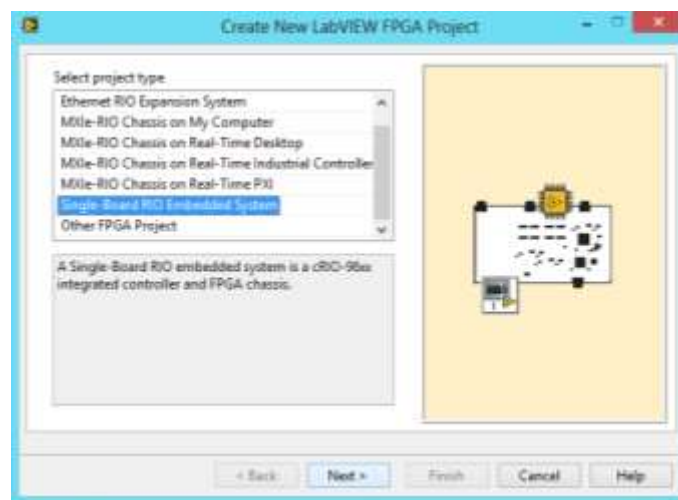 Create New LabVIEW FPGA Project
Select project type
Ethernet RIO Expansion System
MXIe-RIO Chassis on My Computer
MXIe-RIO Chassis on Real-Time Desktop
MXIe-RIO Chassis on Real-Time Industrial Controller
MXIe-RIO Chassis on Real-Time PXI
Single-Board RIO Embedded System
Other FPGA Project
A Single-Board RIO embedded system is a cRIO-96xx
integrated controller and FPGA chassis.
< Back
Next >
Finish
Cancel
Help